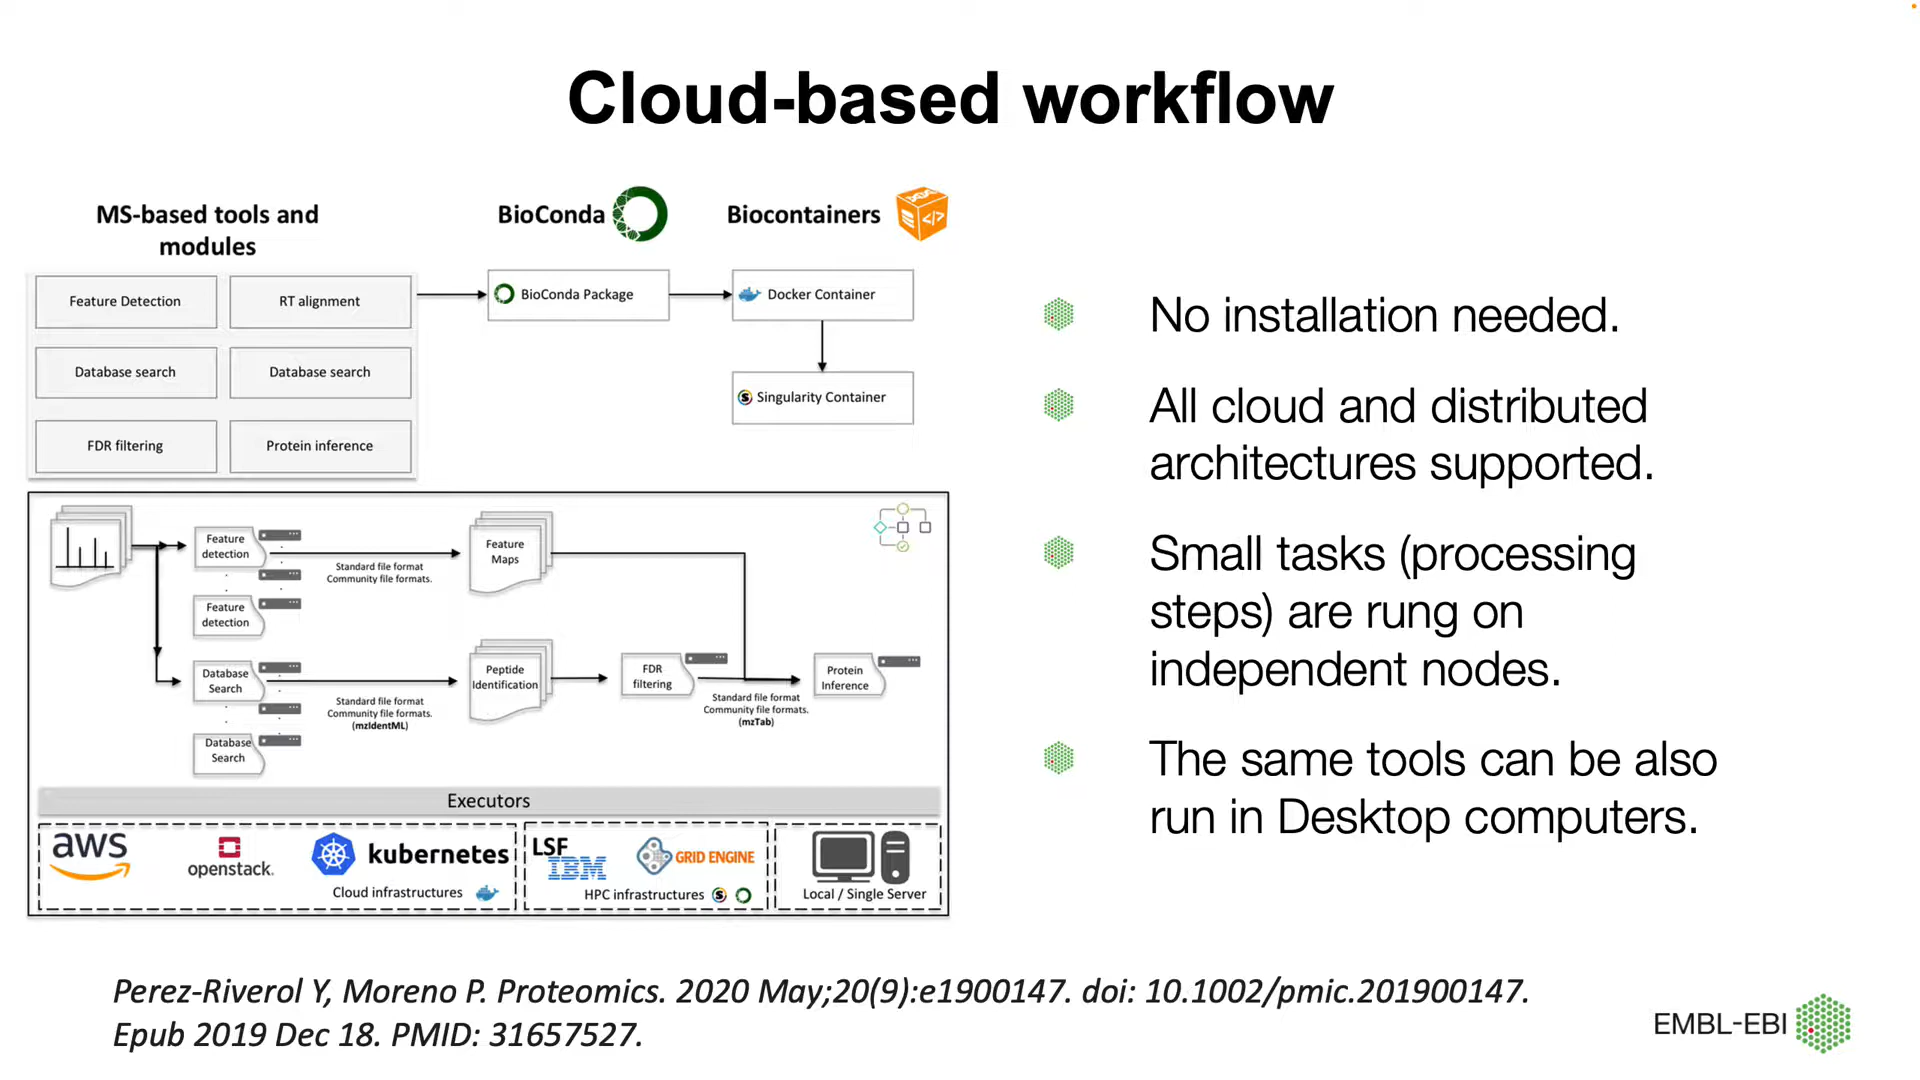 Cloud-based workflow
MS-based tools and
modules
BioConda
Biocontainers
Feature Detection
RT alignment
BioConda Package
Docker Container
Database search
Database search
Singularity Container
FDR filtering
Protein inference
Feature
detection
Standard file format
Community file formats.
Feature
Maps
Feature
detection
Database
Search
Standard file format
Community file formats.
(mzIdentML)
Peptide
Identification
FDR
filtering
Standard file format
Community file formats.
(mzTab)
Protein
Inference
Database
Search
Executors
aws
openstack.
kubernetes
Cloud infrastructures
LSF
IBM
GRID ENGINE
HPC infrastructures
Local / Single Server
No installation needed.
All cloud and distributed
architectures supported.
Small tasks (processing
steps) are rung on
independent nodes.
The same tools can be also
run in Desktop computers.
Perez-Riverol Y, Moreno P. Proteomics. 2020 May;20(9):e1900147. doi: 10.1002/pmic.201900147.
Epub 2019 Dec 18. PMID: 31657527.
EMBL-EBI